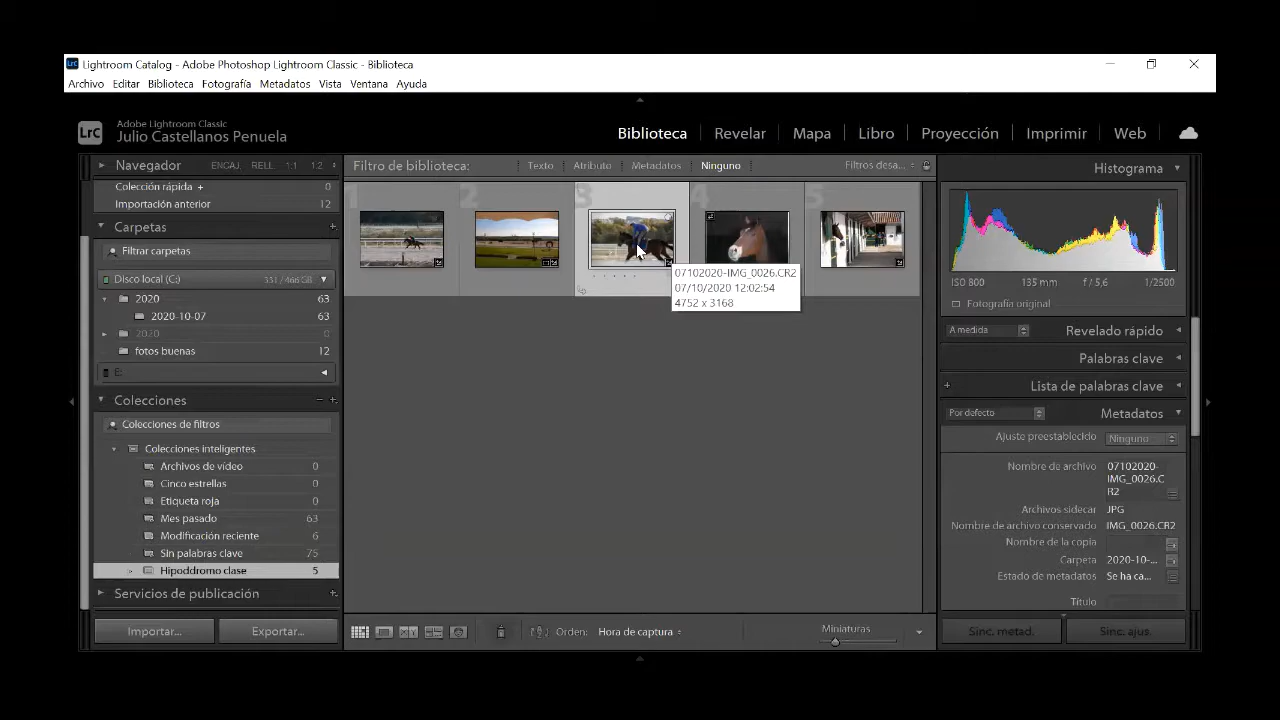 Lightroom Catalog - Adobe Photoshop Lightroom Classic - Biblioteca
Archivo Editar Biblioteca Fotografía Metadatos Vista Ventana Ayuda
LrC
Adobe Lightroom Classic
Julio Castellanos Penuela
Biblioteca Revelar Mapa Libro Proyección Imprimir Web
Navegador ENCAJ. RELL. 1:1 1:2
Colección rápida + 0
Importación anterior 12
Carpetas
Filtrar carpetas
Disco local (C:) 331 / 466 GB
2020 63
2020-10-07 63
2020 0
fotos buenas 12
E:
Colecciones
Colecciones de filtros
Colecciones inteligentes
Archivos de vídeo 0
Cinco estrellas 0
Etiqueta roja 0
Mes pasado 63
Modificación reciente 6
Sin palabras clave 75
Hipoddromo clase 5
Servicios de publicación
Importar... Exportar...
Filtro de biblioteca: Texto Atributo Metadatos Ninguno Filtros desa...
1 2 3 4 5
07102020-IMG_0026.CR2
07/10/2020 12:02:54
4752 x 3168
Orden: Hora de captura
Miniaturas
Histograma
ISO 800 135 mm f / 5,6 1/2500
Fotografía original
A medida Revelado rápido
Palabras clave
Lista de palabras clave
Por defecto Metadatos
Ajuste preestablecido Ninguno
Nombre de archivo 07102020-
IMG_0026.C
R2
Archivos sidecar JPG
Nombre de archivo conservado IMG_0026.CR2
Nombre de la copia
Carpeta 2020-10-...
Estado de metadatos Se ha ca...
Título
Sinc. metad. Sinc. ajus.